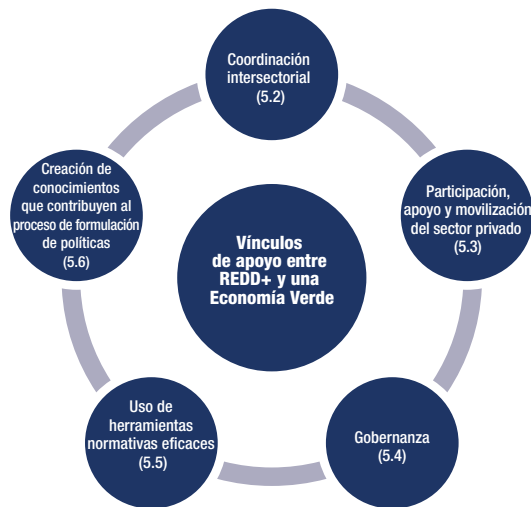 Coordinación
intersectorial
(5.2)
Participación,
apoyo y movilización
del sector privado
(5.3)
Gobernanza
(5.4)
Uso de
herramientas
normativas eficaces
(5.5)
Creación de
conocimientos
que contribuyen al
proceso de formulación
de políticas
(5.6)
Vínculos
de apoyo entre
REDD+ y una
Economía Verde